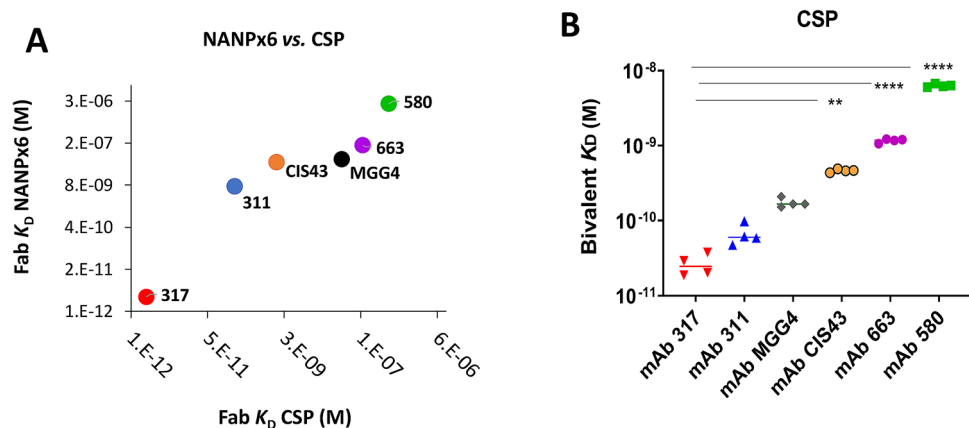 A
NANPx6 vs. CSP
Fab KD NANPx6 (M)
3.E-06
2.E-07
8.E-09
4.E-10
2.E-11
1.E-12
580
663
CIS43
MGG4
311
317
1.E-12
5.E-11
3.E-09
1.E-07
6.E-06
Fab KD CSP (M)
B
CSP
Bivalent KD (M)
10-8
10-9
10-10
10-11
****
****
**
mAb 317
mAb 311
mAb MGG4
mAb CIS43
mAb 663
mAb 580